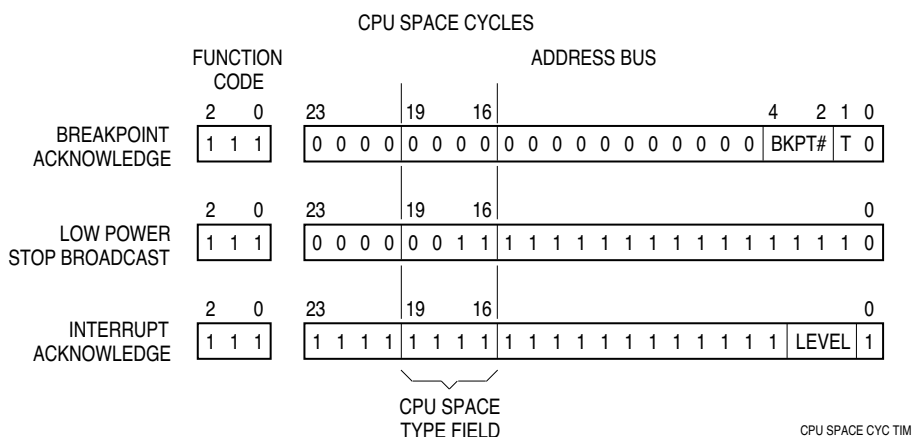 CPU SPACE CYCLES
FUNCTION CODE ADDRESS BUS
2 0 23 19 16 4 2 1 0
BREAKPOINT ACKNOWLEDGE 1 1 1 0 0 0 0 0 0 0 0 0 0 0 0 0 0 0 0 0 0 0 BKPT# T 0
2 0 23 19 16 0
LOW POWER STOP BROADCAST 1 1 1 0 0 0 0 0 0 1 1 1 1 1 1 1 1 1 1 1 1 1 1 1 1 1 0
2 0 23 19 16 0
INTERRUPT ACKNOWLEDGE 1 1 1 1 1 1 1 1 1 1 1 1 1 1 1 1 1 1 1 1 1 1 1 LEVEL 1
CPU SPACE
TYPE FIELD
CPU SPACE CYC TIM